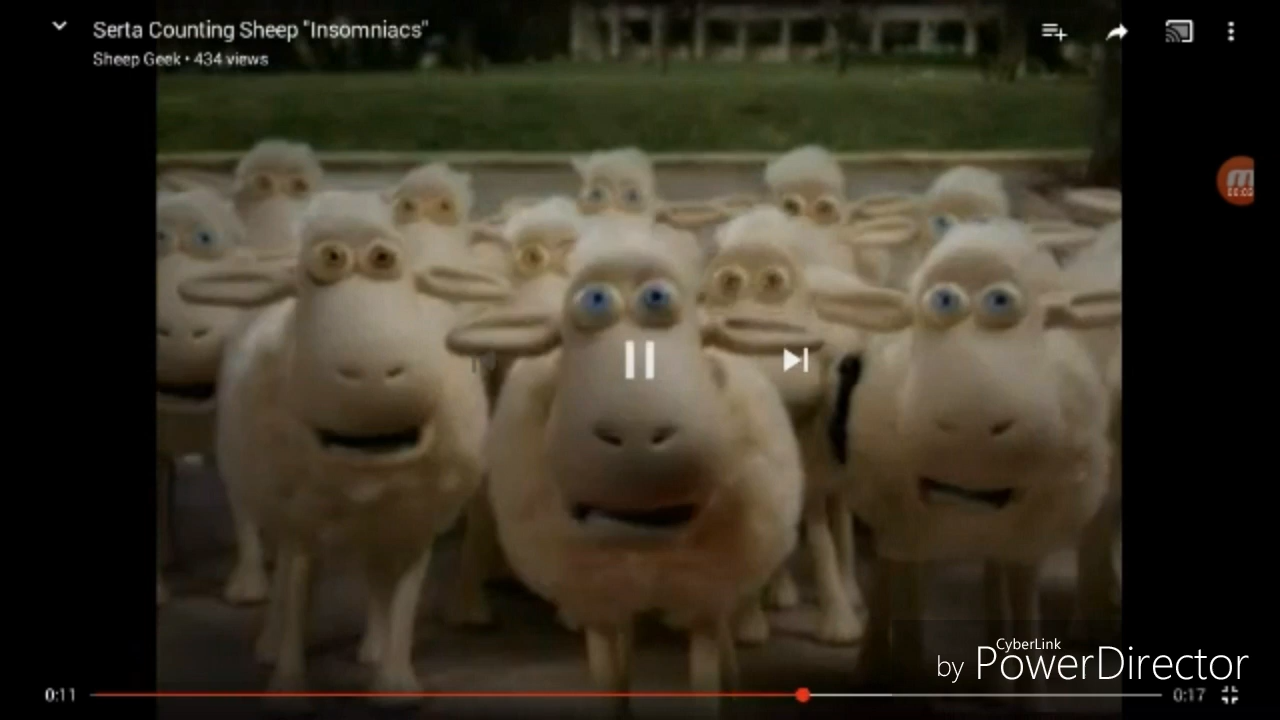 Serta Counting Sheep "Insomniacs"
Sheep Geek • 434 views
0:11
0:17
CyberLink
by PowerDirector